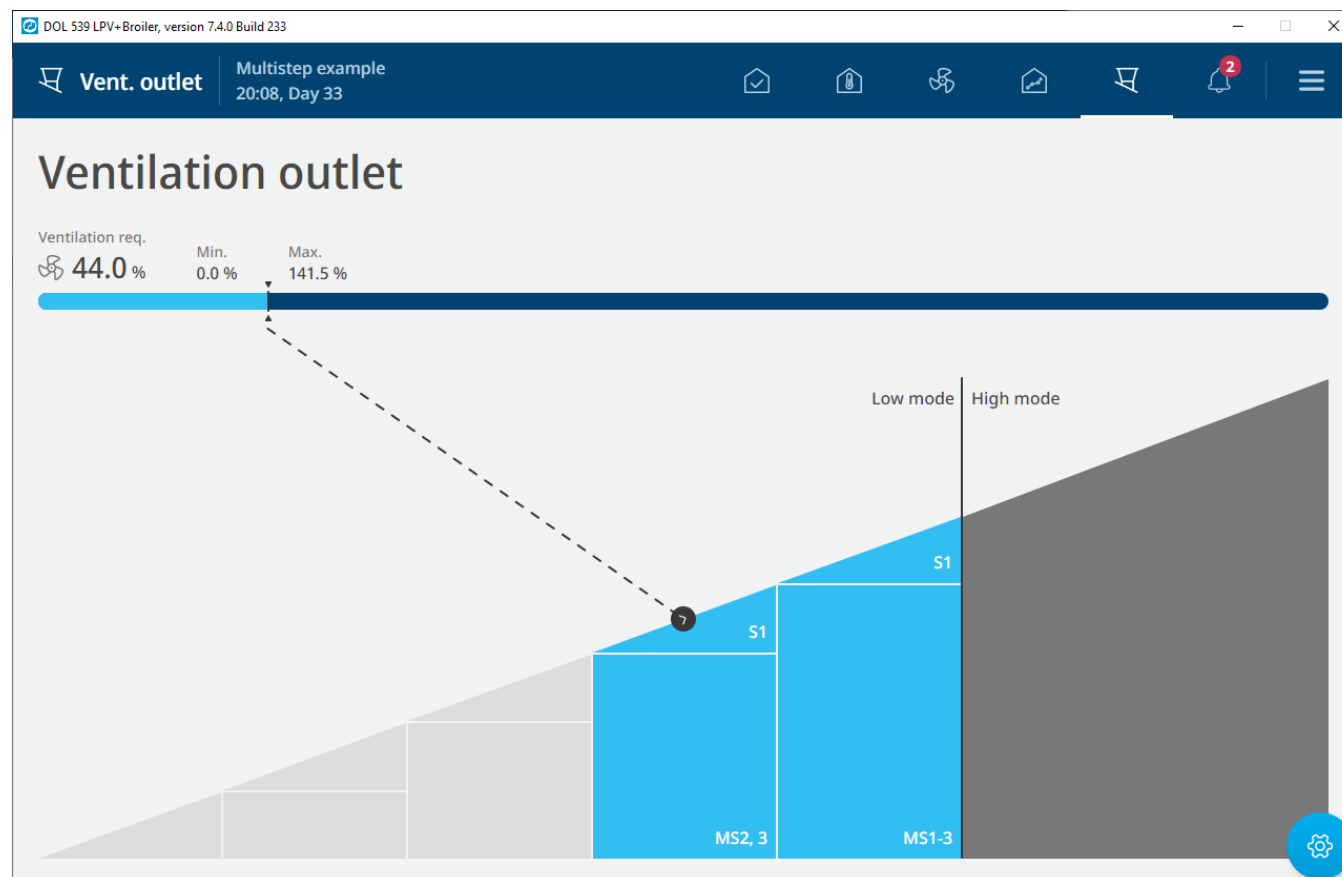 DOL 539 LPV+Broiler, version 7.4.0 Build 233
Vent. outlet
Multistep example
20:08, Day 33
2
Ventilation outlet
Ventilation req.
44.0 %
Min.
0.0 %
Max.
141.5 %
Low mode
High mode
S1
S1
MS2, 3
MS1-3